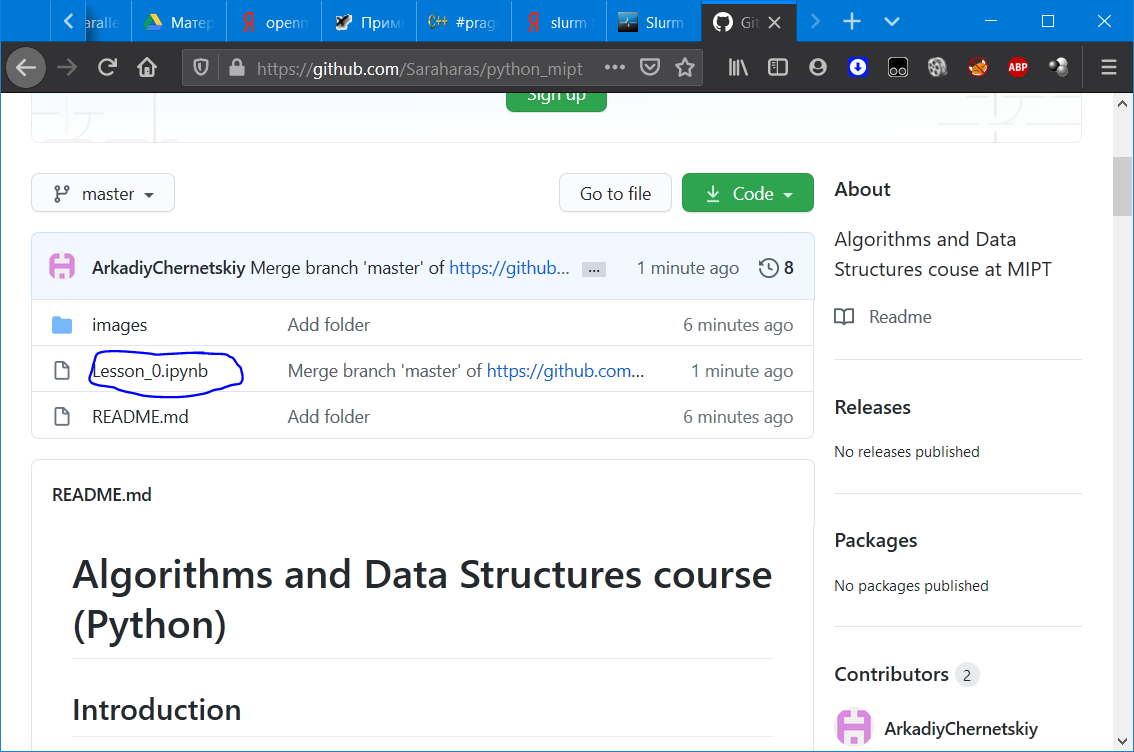 aralle
Матер
openm
Приме
C++ #prag
slurm
Slurm
Git
https://github.com/Saraharas/python_mipt
ABP
Sign up
master
Go to file
Code
ArkadiyChernetskiy Merge branch 'master' of https://github... ... 1 minute ago 8
images Add folder 6 minutes ago
Lesson_0.ipynb Merge branch 'master' of https://github.com... 1 minute ago
README.md Add folder 6 minutes ago
README.md
Algorithms and Data Structures course
(Python)
Introduction
About
Algorithms and Data
Structures couse at MIPT
Readme
Releases
No releases published
Packages
No packages published
Contributors 2
ArkadiyChernetskiy